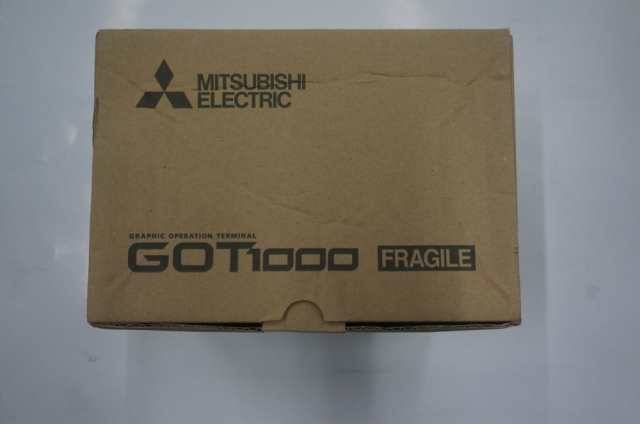 MITSUBISHI
ELECTRIC
GRAPHIC OPERATION TERMINAL
GOT1000 FRAGILE